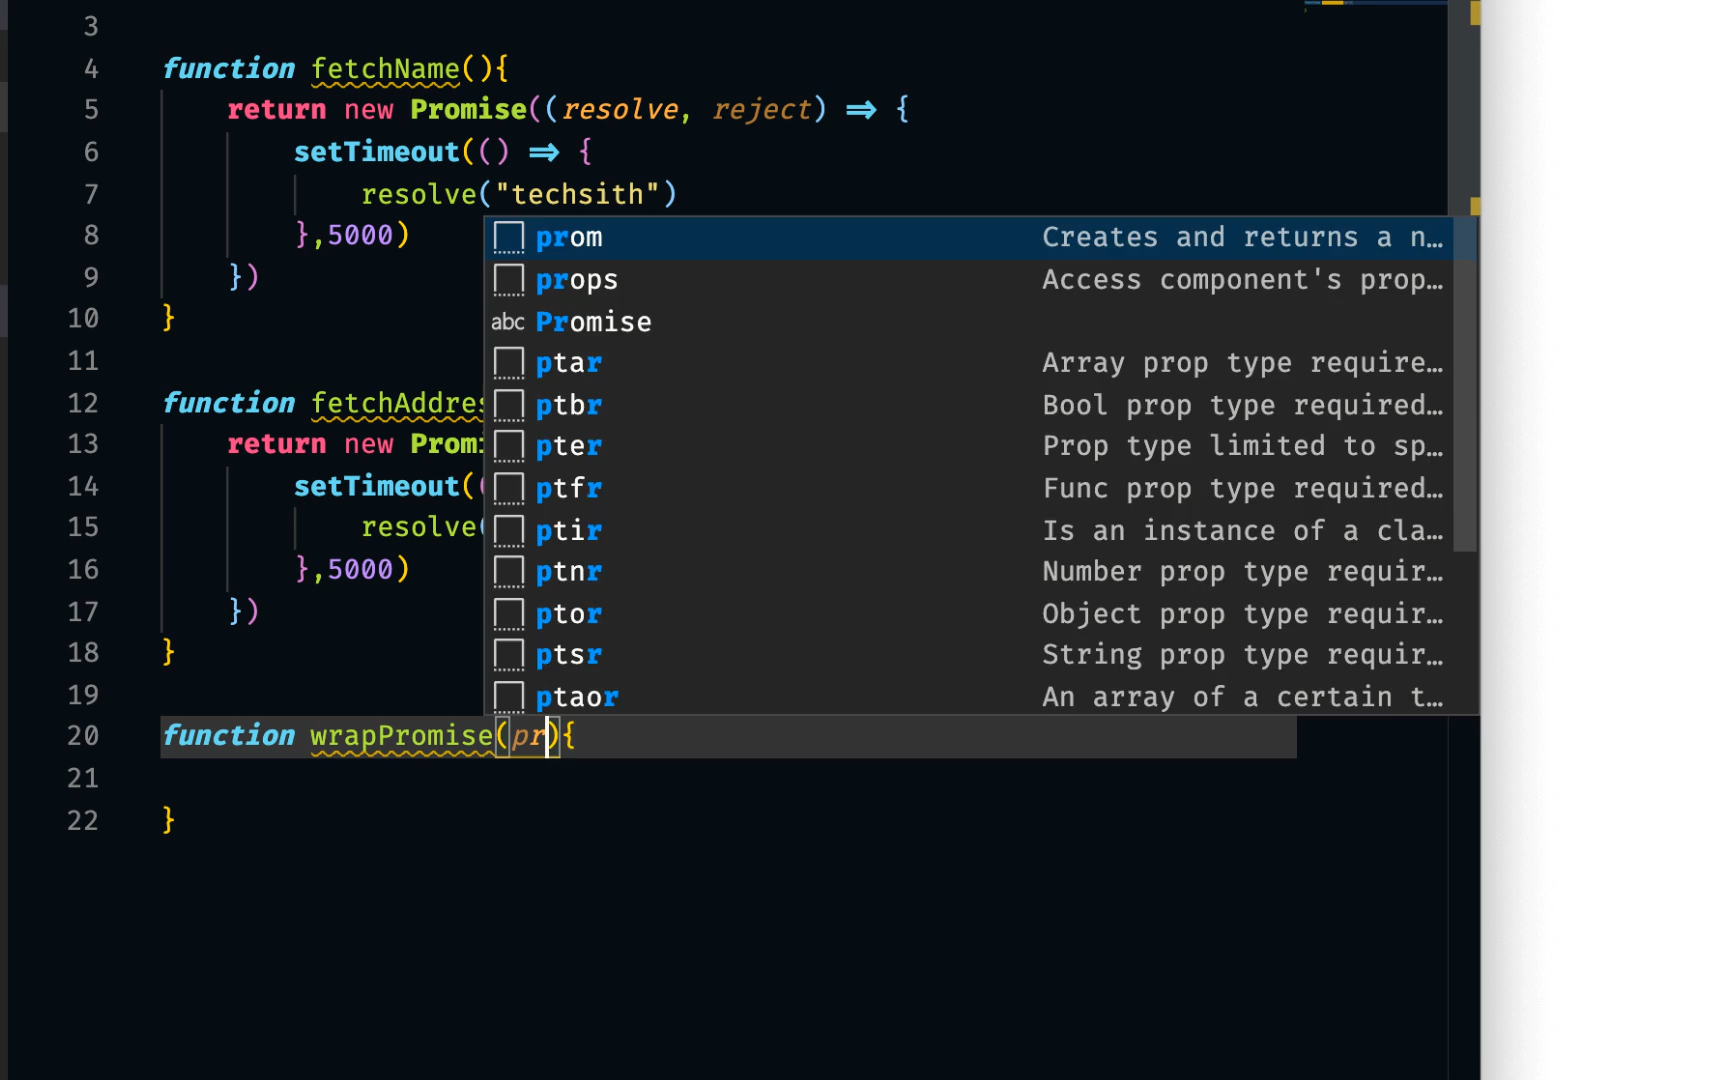 3
4 function fetchName(){
5 return new Promise((resolve, reject) => {
6 setTimeout(() => {
7 resolve("techsith")
8 },5000)
9 })
10 }
11
12 function fetchAddres
13 return new Promi
14 setTimeout(
15 resolve
16 },5000)
17 })
18 }
19
20 function wrapPromise(pr){
21
22 }
prom Creates and returns a n…
props Access component's prop…
abc Promise
ptar Array prop type require…
ptbr Bool prop type required…
pter Prop type limited to sp…
ptfr Func prop type required…
ptir Is an instance of a cla…
ptnr Number prop type requir…
ptor Object prop type requir…
ptsr String prop type requir…
ptaor An array of a certain t…